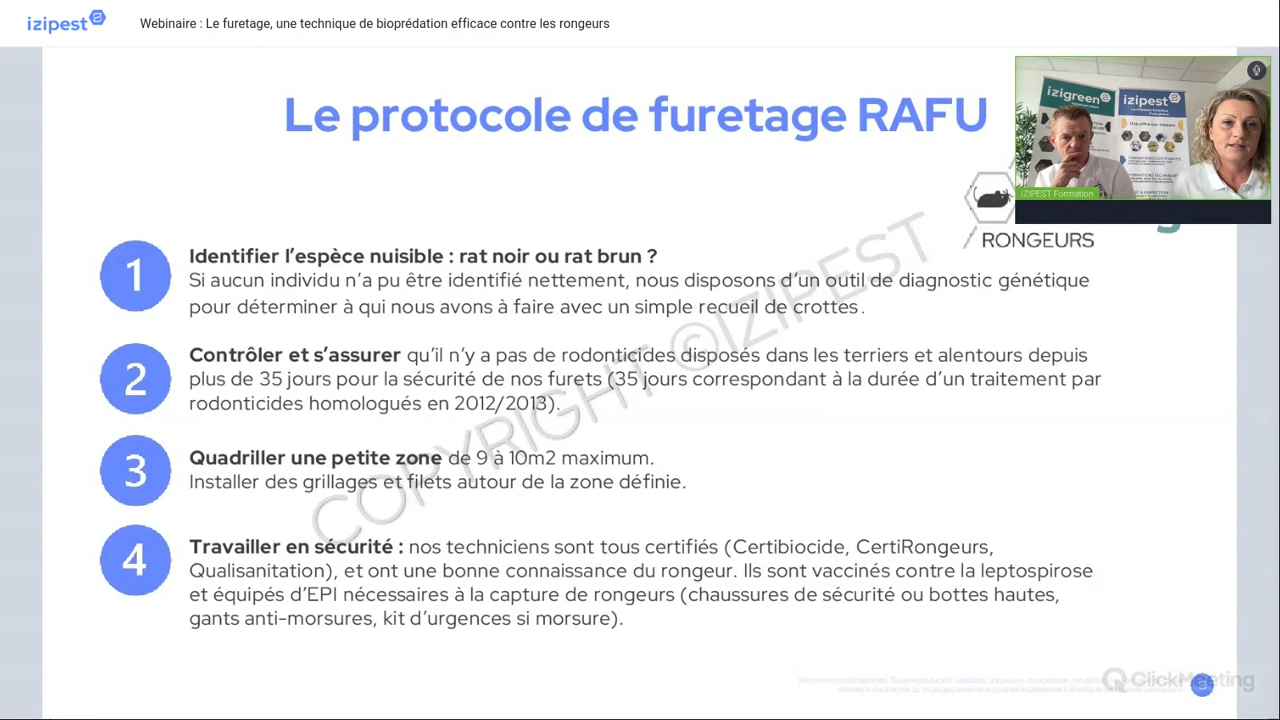 izipest
Webinaire : Le furetage, une technique de bioprédation efficace contre les rongeurs
Le protocole de furetage RAFU
izigreen
izipest
Une offre sur-mesure
IZIPEST Formation
RONGEURS
1
Identifier l'espèce nuisible : rat noir ou rat brun ?
Si aucun individu n'a pu être identifié nettement, nous disposons d'un outil de diagnostic génétique
pour déterminer à qui nous avons à faire avec un simple recueil de crottes.
2
Contrôler et s'assurer qu'il n'y a pas de rodonticides disposés dans les terriers et alentours depuis
plus de 35 jours pour la sécurité de nos furets (35 jours correspondant à la durée d'un traitement par
rodonticides homologués en 2012/2013).
3
Quadriller une petite zone de 9 à 10m2 maximum.
Installer des grillages et filets autour de la zone définie.
4
Travailler en sécurité : nos techniciens sont tous certifiés (Certibiocide, CertiRongeurs,
Qualisanitation), et ont une bonne connaissance du rongeur. Ils sont vaccinés contre la leptospirose
et équipés d'EPI nécessaires à la capture de rongeurs (chaussures de sécurité ou bottes hautes,
gants anti-morsures, kit d'urgences si morsure).
COPYRIGHT ©IZIPEST
ClickMeeting